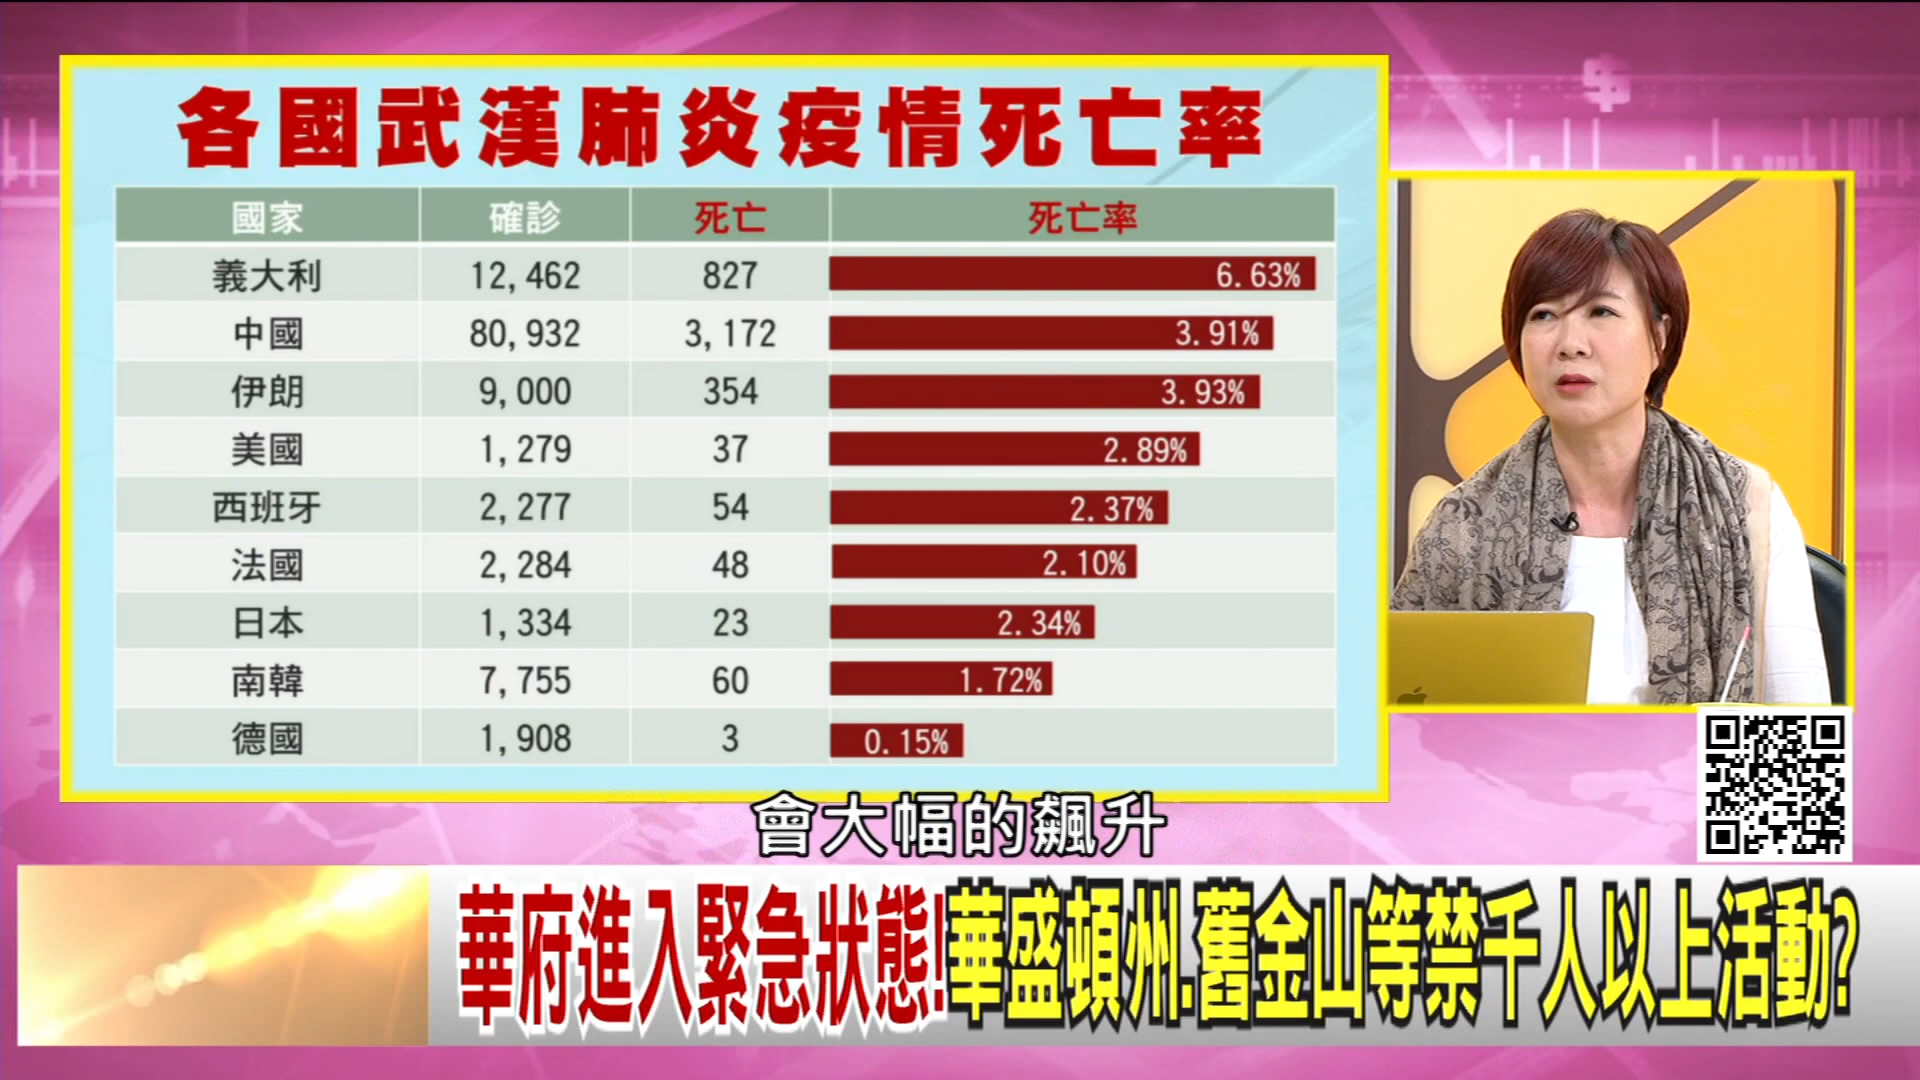 各國武漢肺炎疫情死亡率
國家 確診 死亡 死亡率
義大利 12,462 827 6.63%
中國 80,932 3,172 3.91%
伊朗 9,000 354 3.93%
美國 1,279 37 2.89%
西班牙 2,277 54 2.37%
法國 2,284 48 2.10%
日本 1,334 23 2.34%
南韓 7,755 60 1.72%
德國 1,908 3 0.15%
會大幅的飆升
華府進入緊急狀態!華盛頓州.舊金山等禁千人以上活動?